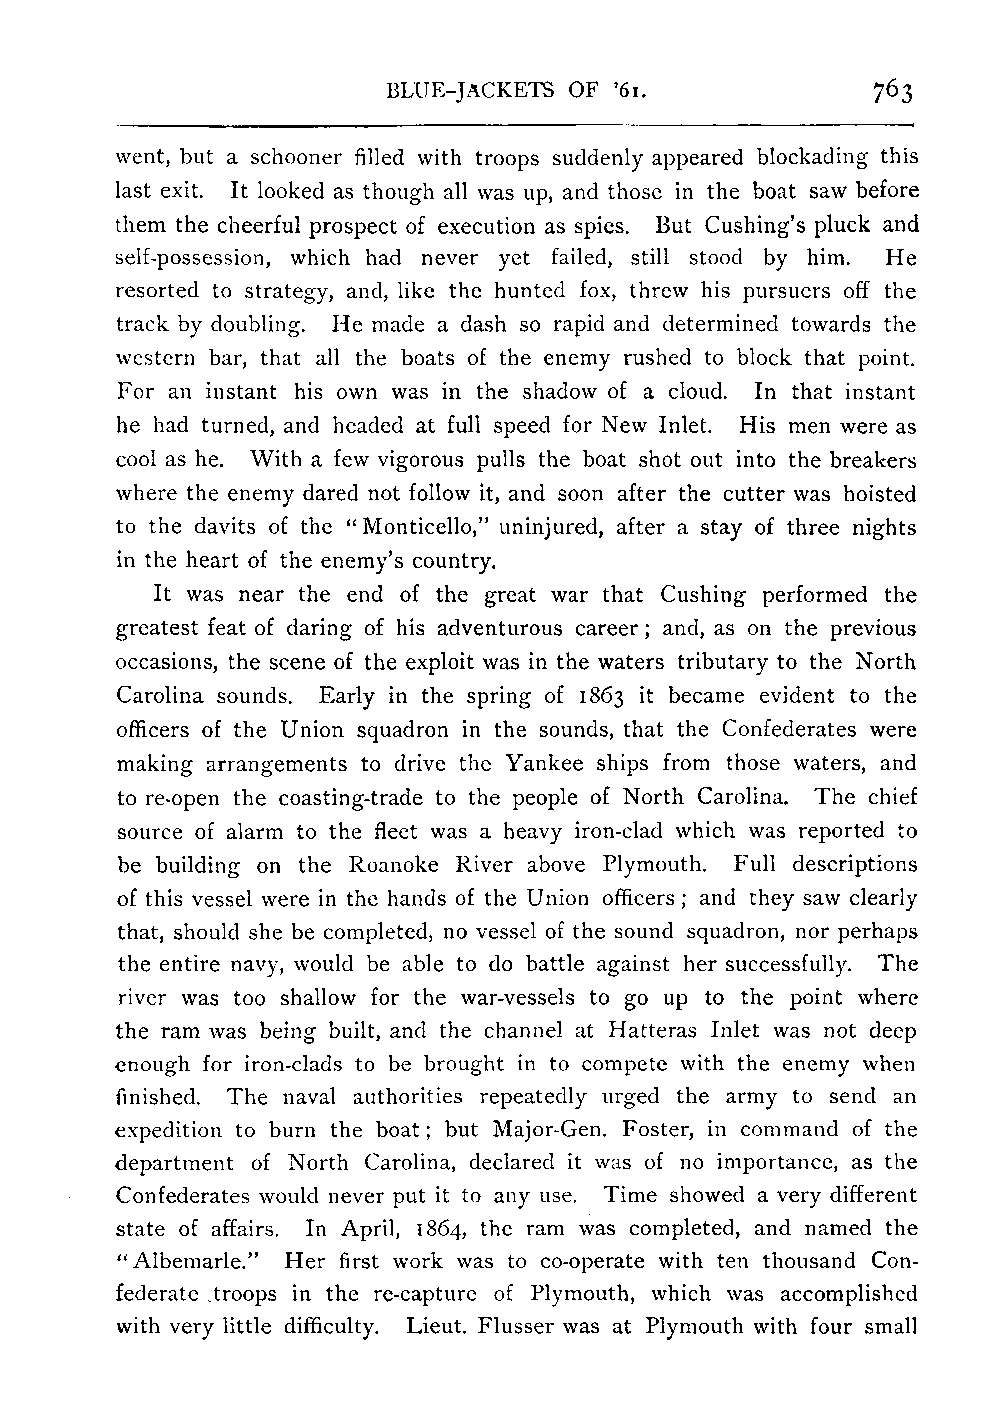 BLUE-JACKETS OF '61. 763
went, but a schooner filled with troops suddenly appeared blockading this
last exit. It looked as though all was up, and those in the boat saw before
them the cheerful prospect of execution as spies. But Cushing's pluck and
self-possession, which had never yet failed, still stood by him. He
resorted to strategy, and, like the hunted fox, threw his pursuers off the
track by doubling. He made a dash so rapid and determined towards the
western bar, that all the boats of the enemy rushed to block that point.
For an instant his own was in the shadow of a cloud. In that instant
he had turned, and headed at full speed for New Inlet. His men were as
cool as he. With a few vigorous pulls the boat shot out into the breakers
where the enemy dared not follow it, and soon after the cutter was hoisted
to the davits of the "Monticello," uninjured, after a stay of three nights
in the heart of the enemy's country.
It was near the end of the great war that Cushing performed the
greatest feat of daring of his adventurous career; and, as on the previous
occasions, the scene of the exploit was in the waters tributary to the North
Carolina sounds. Early in the spring of 1863 it became evident to the
officers of the Union squadron in the sounds, that the Confederates were
making arrangements to drive the Yankee ships from those waters, and
to re-open the coasting-trade to the people of North Carolina. The chief
source of alarm to the fleet was a heavy iron-clad which was reported to
be building on the Roanoke River above Plymouth. Full descriptions
of this vessel were in the hands of the Union officers; and they saw clearly
that, should she be completed, no vessel of the sound squadron, nor perhaps
the entire navy, would be able to do battle against her successfully. The
river was too shallow for the war-vessels to go up to the point where
the ram was being built, and the channel at Hatteras Inlet was not deep
enough for iron-clads to be brought in to compete with the enemy when
finished. The naval authorities repeatedly urged the army to send an
expedition to burn the boat; but Major-Gen. Foster, in command of the
department of North Carolina, declared it was of no importance, as the
Confederates would never put it to any use. Time showed a very different
state of affairs. In April, 1864, the ram was completed, and named the
"Albemarle." Her first work was to co-operate with ten thousand Con-
federate troops in the re-capture of Plymouth, which was accomplished
with very little difficulty. Lieut. Flusser was at Plymouth with four small